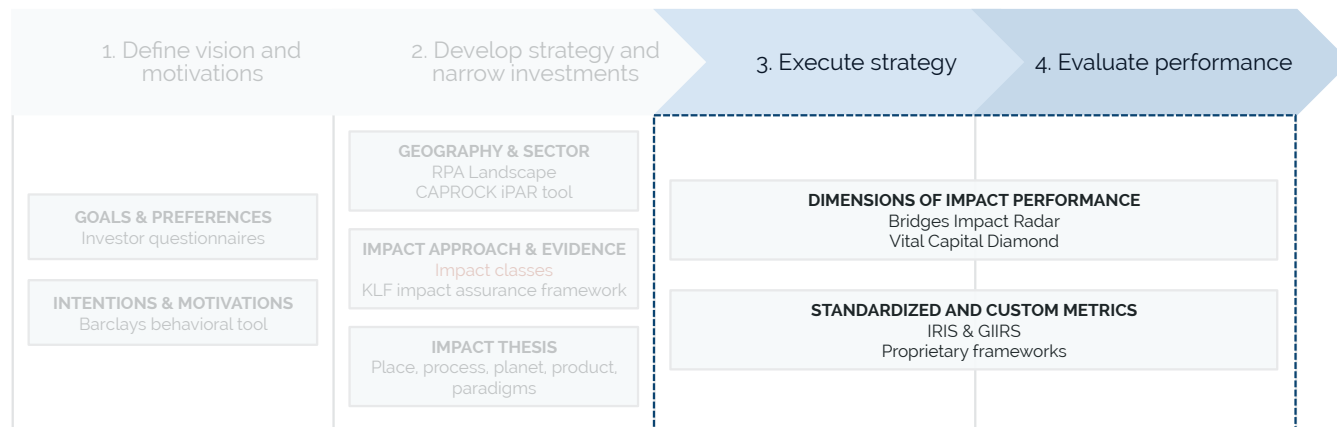 1. Define vision and
motivations
2. Develop strategy and
narrow investments
3. Execute strategy
4. Evaluate performance
GOALS & PREFERENCES
Investor questionnaires
INTENTIONS & MOTIVATIONS
Barclays behavioral tool
GEOGRAPHY & SECTOR
RPA Landscape
CAPROCK iPAR tool
IMPACT APPROACH & EVIDENCE
Impact classes
KLF impact assurance framework
IMPACT THESIS
Place, process, planet, product,
paradigms
DIMENSIONS OF IMPACT PERFORMANCE
Bridges Impact Radar
Vital Capital Diamond
STANDARDIZED AND CUSTOM METRICS
IRIS & GIIRS
Proprietary frameworks